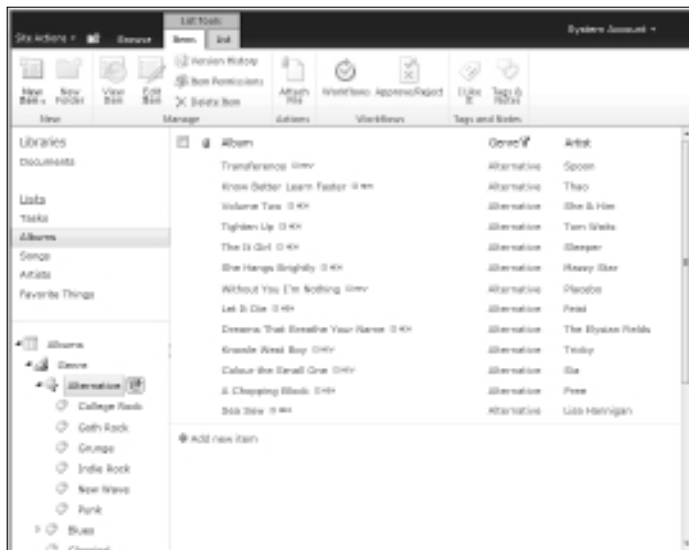 List Tools
Site Actions Browse Items List System Account
Version History
Item Permissions
Delete Item
New Item New Folder View Item Edit Item Attach File Workflows Approve/Reject I Like It Tags & Notes
New Manage Actions Workflows Tags and Notes
Libraries
Documents
Lists
Tasks
Albums
Songs
Artists
Favorite Things
Albums
Genre
Alternative
College Rock
Goth Rock
Grunge
Indie Rock
New Wave
Punk
Blues
Classical
Album Genre Artist
Transference Alternative Spoon
Know Better Learn Faster Alternative Thao
Volume Two Alternative She & Him
Tighten Up Alternative Tom Waits
The It Girl Alternative Sleeper
She Hangs Brightly Alternative Mazzy Star
Without You I'm Nothing Alternative Placebo
Let It Die Alternative Feist
Dreams That Breathe Your Name Alternative The Elysian Fields
Knowle West Boy Alternative Tricky
Colour the Small One Alternative Sia
A Chopping Block Alternative
Sea Sew Alternative Lisa Hannigan
Add new item